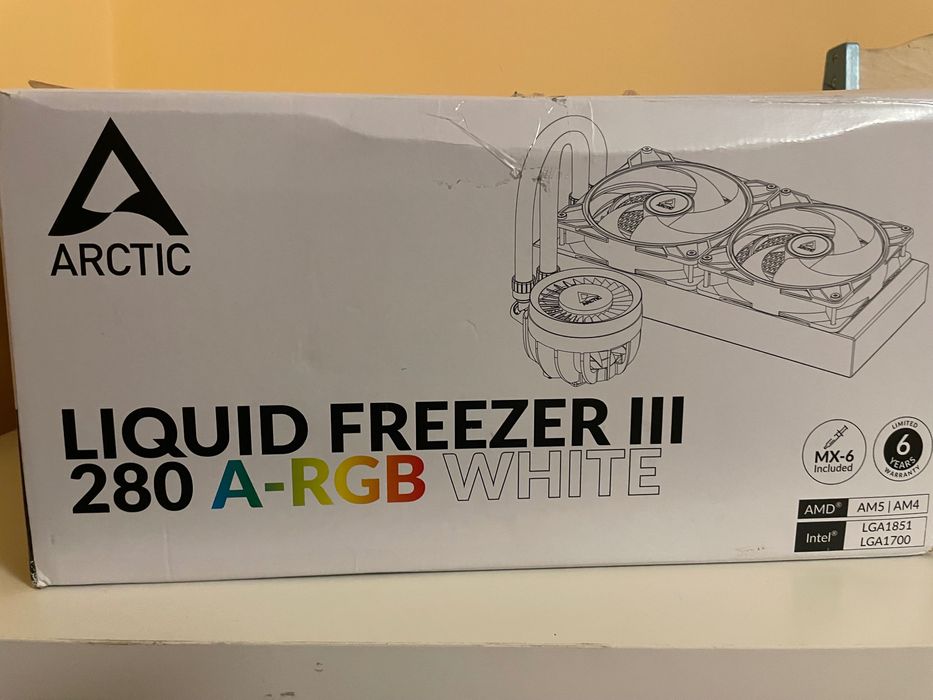 ARCTIC
LIQUID FREEZER III
280 A-RGB WHITE
MX-6
Included
LIMITED
6
YEARS
WARRANTY
AMD® AM5 | AM4
Intel® LGA1851
LGA1700